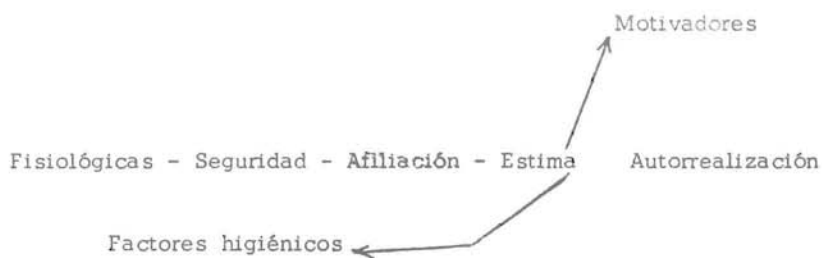 Motivadores
Fisiológicas - Seguridad - Afiliación - Estima Autorrealización
Factores higiénicos